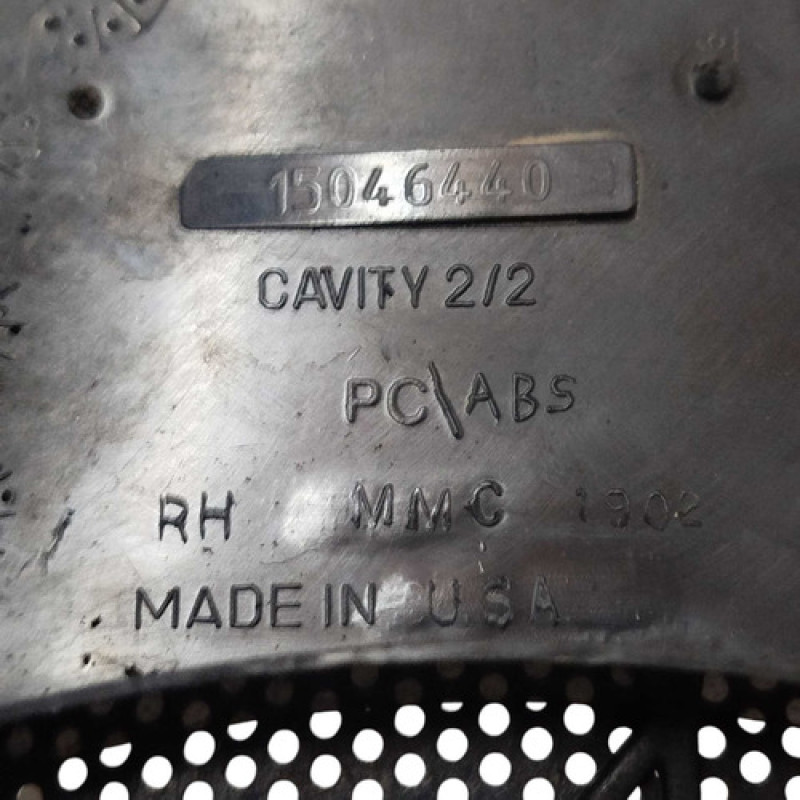 15046440
CAVITY 2/2
PC\ABS
RH MMC 1902
MADE IN U.S.A